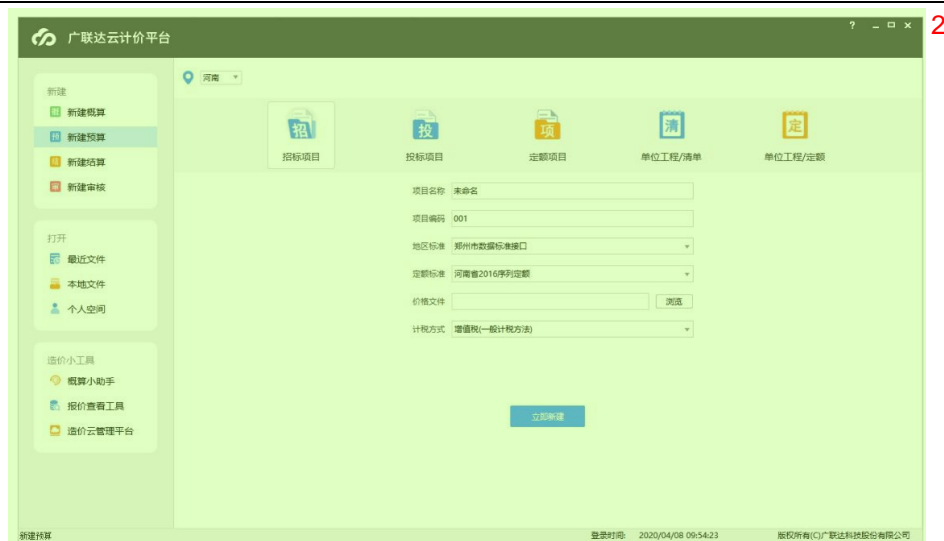 广联达云计价平台
? 2
河南
新建
新建概算
新建预算
新建结算
新建审核
招 投 项 清 定
招标项目 投标项目 定额项目 单位工程/清单 单位工程/定额
项目名称 未命名
项目编码 001
地区标准 郑州市数据标准接口
定额标准 河南省2016序列定额
价格文件 浏览
计税方式 增值税(一般计税方法)
立即新建
打开
最近文件
本地文件
个人空间
造价小工具
概算小助手
报价查看工具
造价云管理平台
新建预算 登录时间: 2020/04/08 09:54:23 版权所有(C)广联达科技股份有限公司